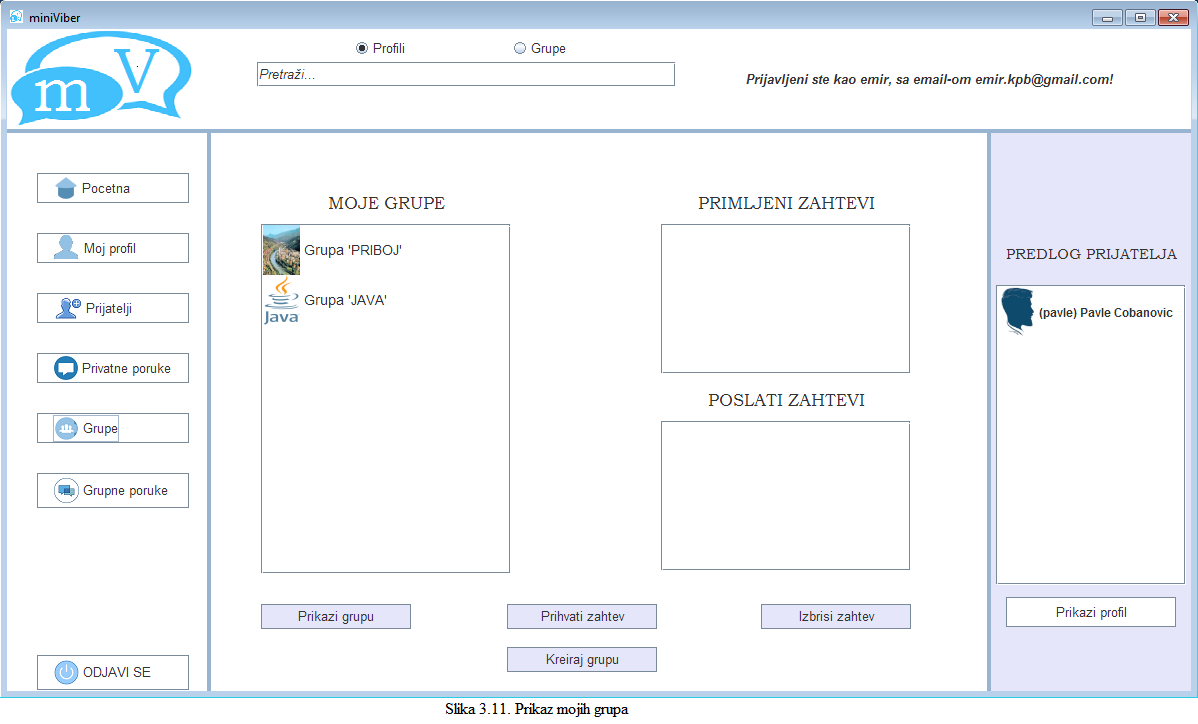 miniViber
m V
Profili
Grupe
Pretraži...
Prijavljeni ste kao emir, sa email-om emir.kpb@gmail.com!
Pocetna
Moj profil
Prijatelji
Privatne poruke
Grupe
Grupne poruke
ODJAVI SE
MOJE GRUPE
Grupa 'PRIBOJ'
Java
Grupa 'JAVA'
PRIMLJENI ZAHTEVI
POSLATI ZAHTEVI
Prikazi grupu
Prihvati zahtev
Izbrisi zahtev
Kreiraj grupu
PREDLOG PRIJATELJA
(pavle) Pavle Cobanovic
Prikazi profil
Slika 3.11. Prikaz mojih grupa